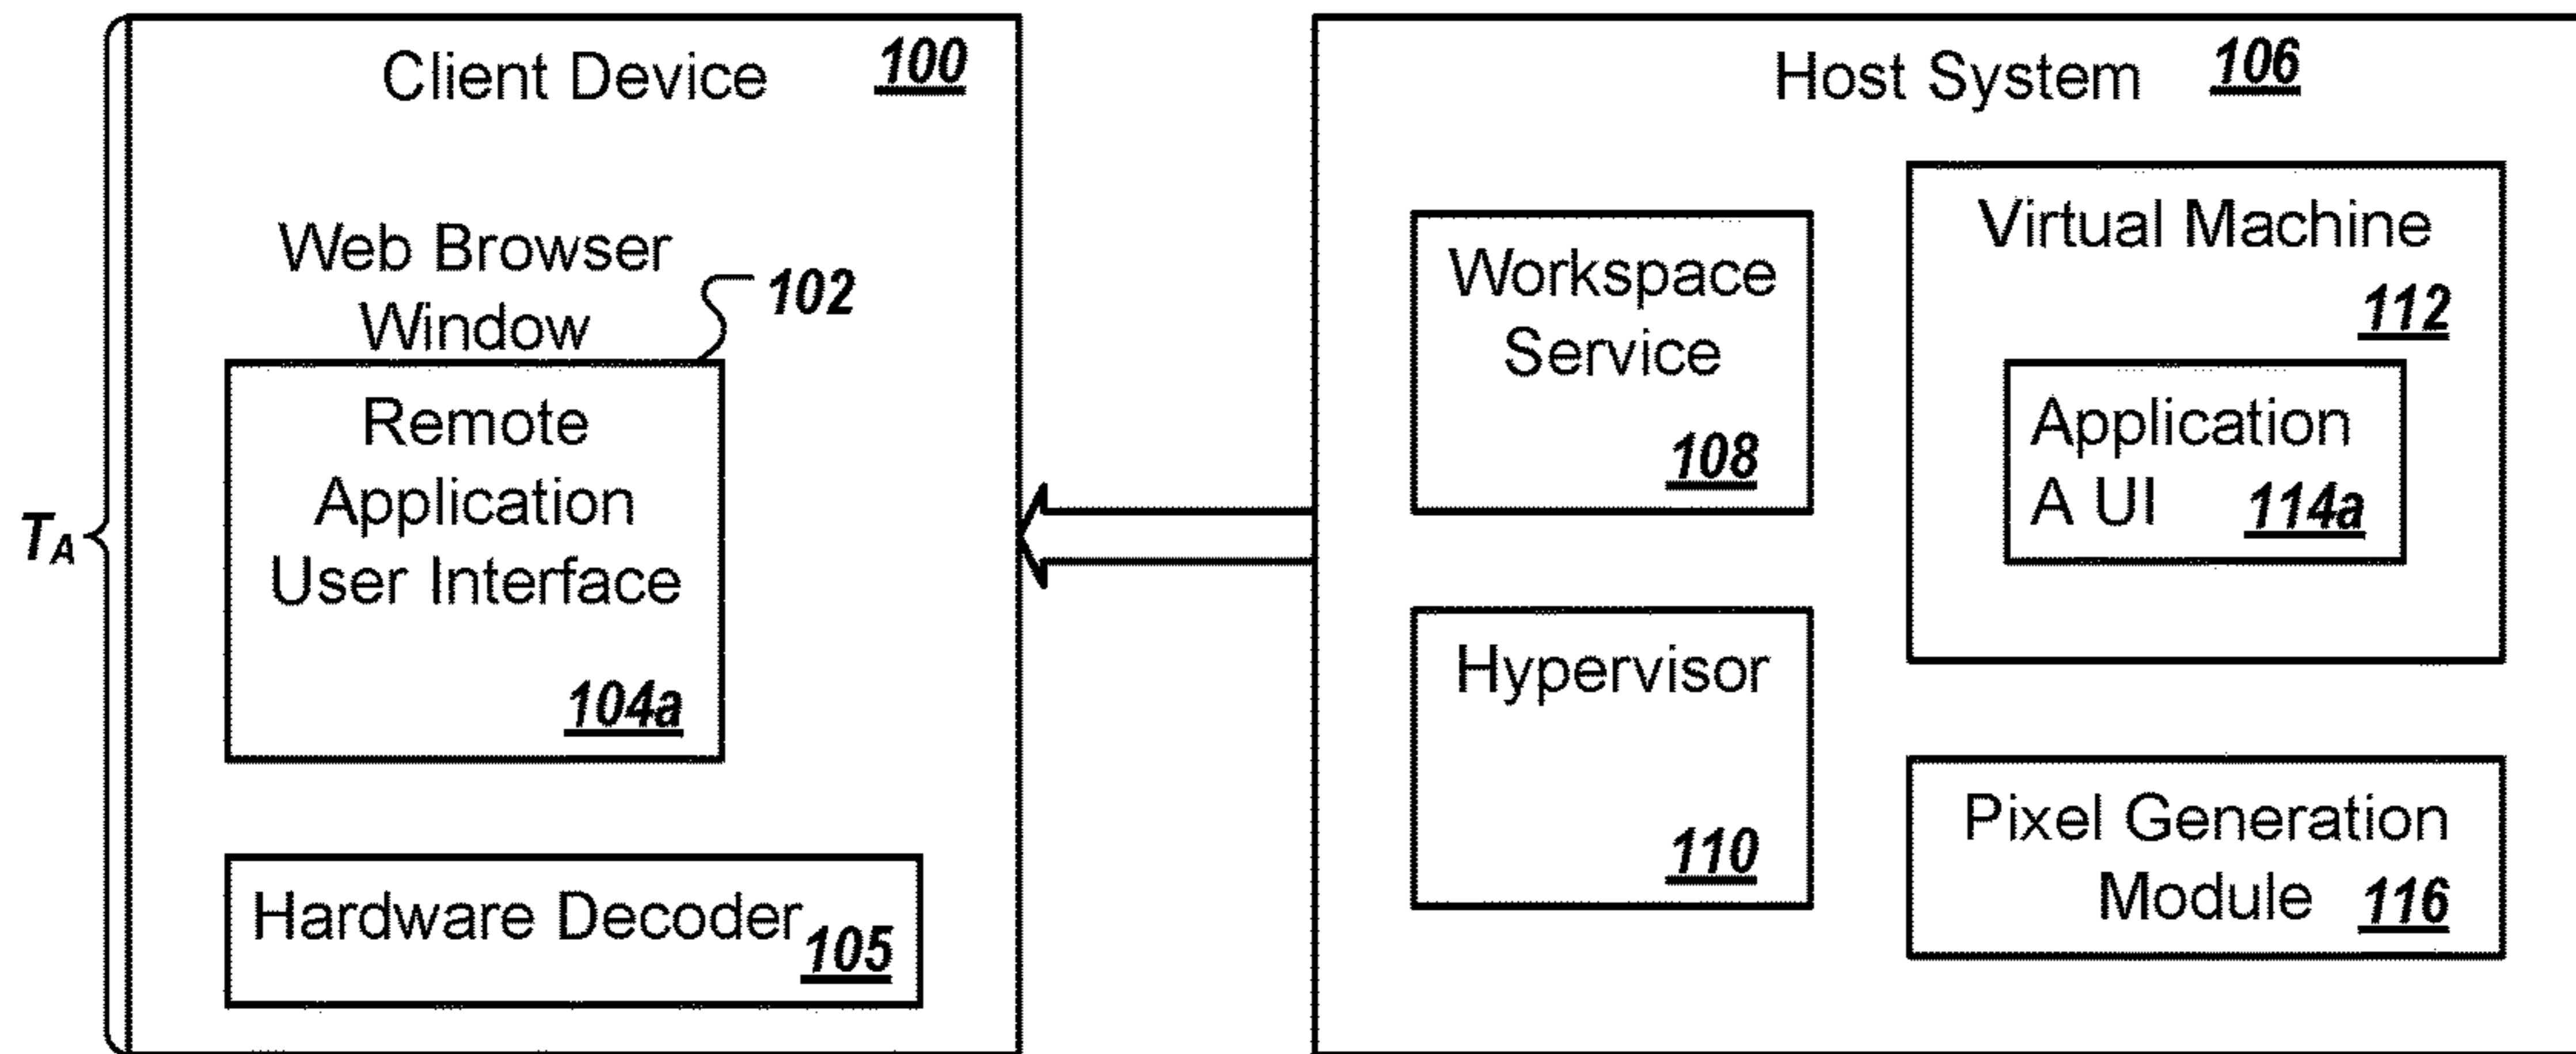 T_A
Client Device 100
Web Browser
Window
102
Remote
Application
User Interface
104a
Hardware Decoder 105
Host System 106
Workspace
Service
108
Hypervisor
110
Virtual Machine
112
Application
A UI 114a
Pixel Generation
Module 116